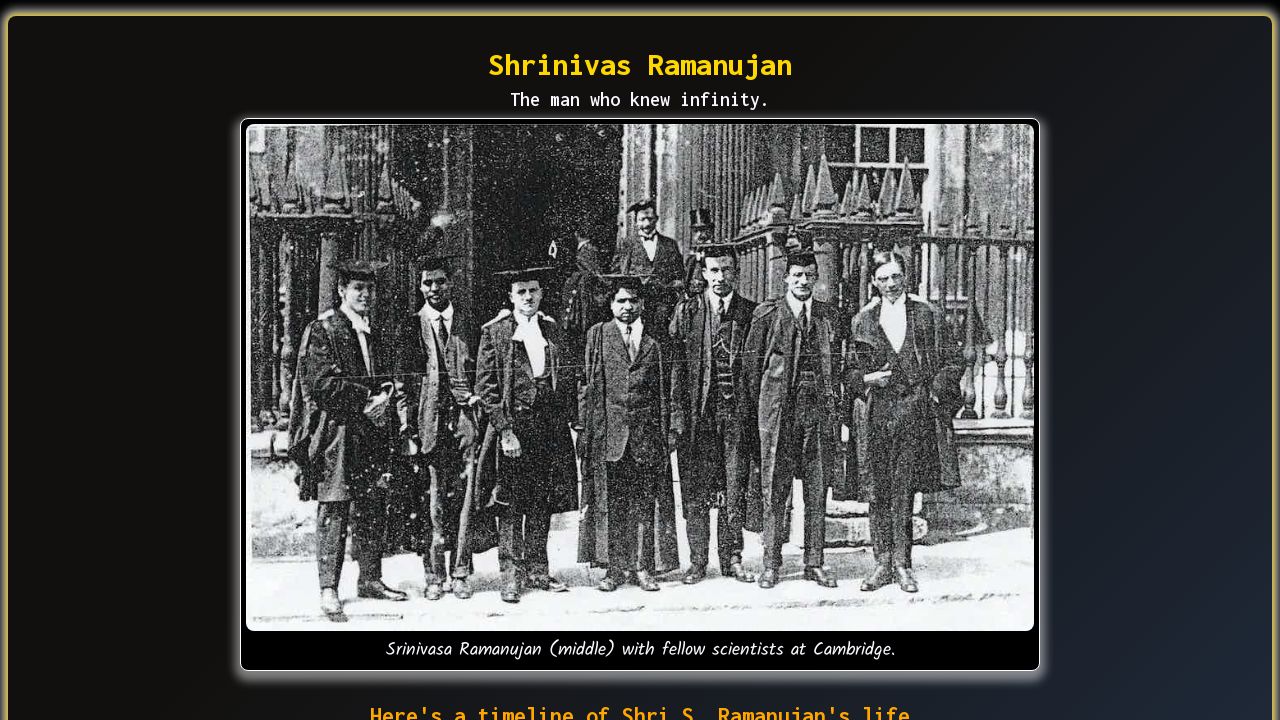 Shrinivas Ramanujan
The man who knew infinity.
Srinivasa Ramanujan (middle) with fellow scientists at Cambridge.
Here's a timeline of Shri S. Ramanujan's life